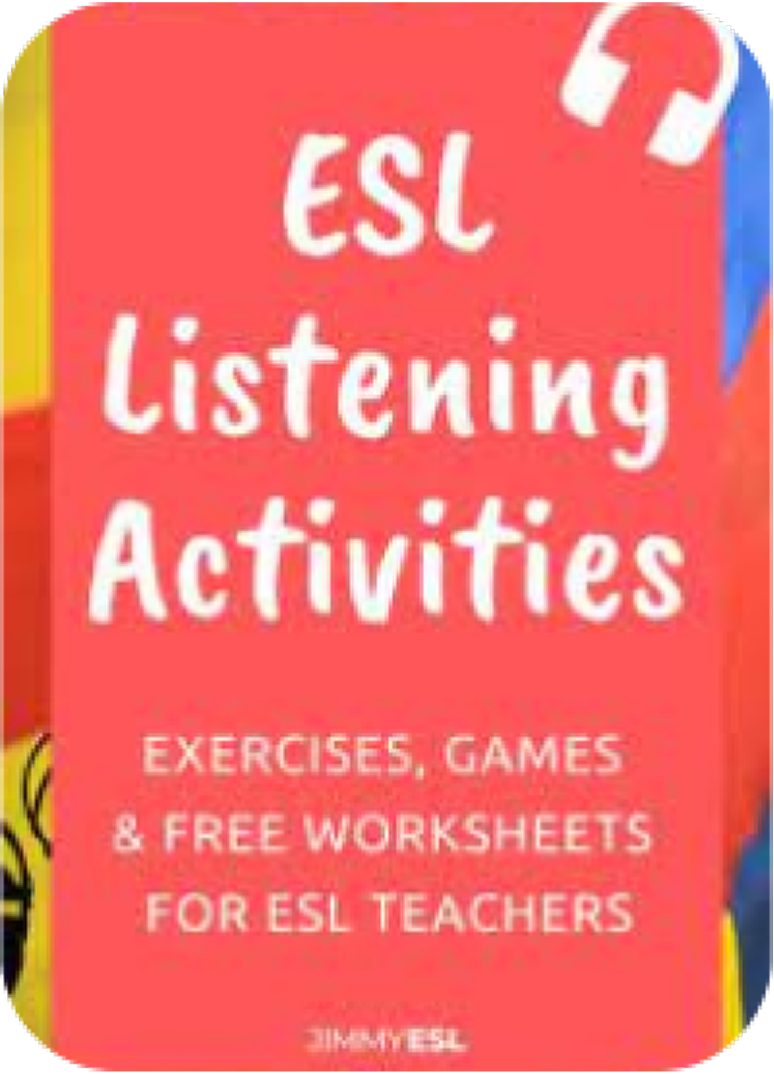 ESL
Listening
Activities
EXERCISES, GAMES
& FREE WORKSHEETS
FOR ESL TEACHERS
JIMMYESL